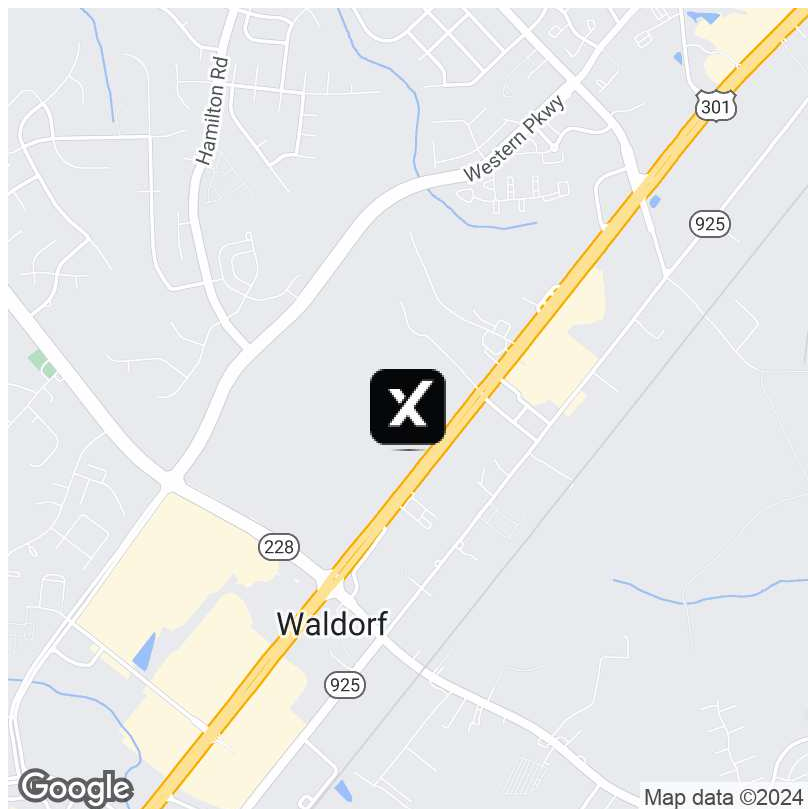 301
Hamilton Rd
Western Pkwy
925
X
228
Waldorf
925
Google
Map data ©2024